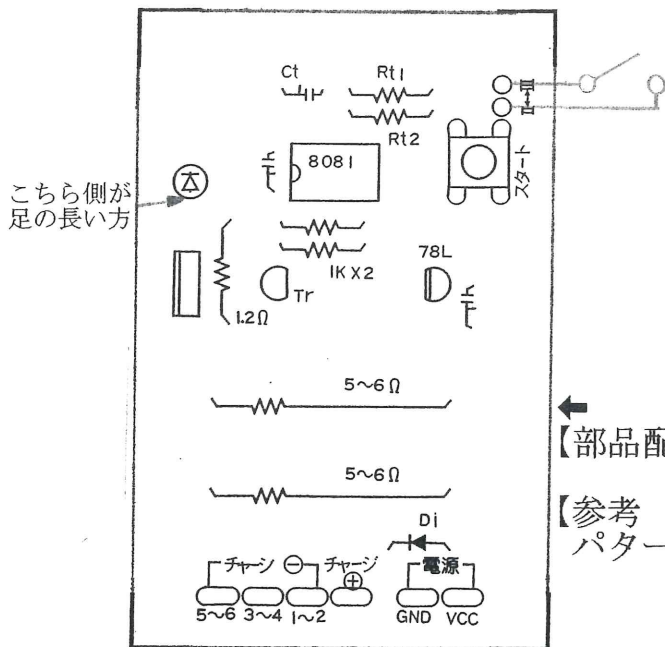 Ct
Rt1
Rt2
8081
スタート
こちら側が
足の長い方
1K×2
78L
Tr
1.2Ω
5〜6Ω
5〜6Ω
【部品配
【参考
パター
Di
チャージ ⊖ チャージ
⊕
電源
5〜6 3〜4 1〜2 GND VCC